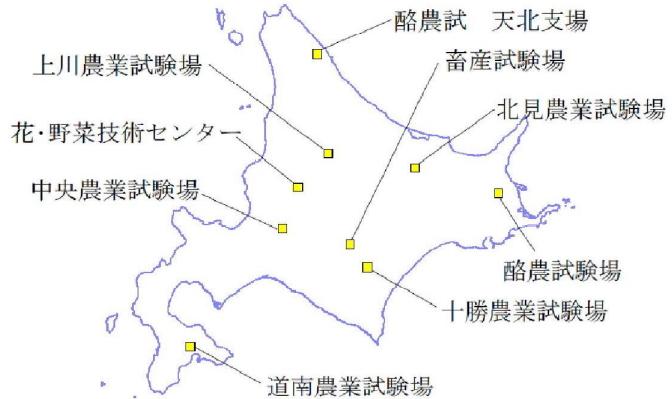 酪農試　天北支場
上川農業試験場
畜産試験場
北見農業試験場
花・野菜技術センター
中央農業試験場
酪農試験場
十勝農業試験場
道南農業試験場